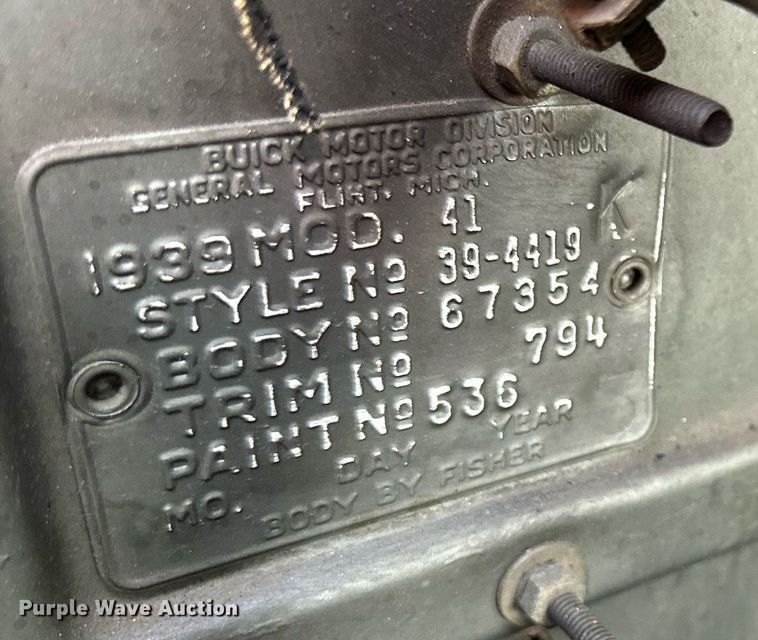 BUICK MOTOR DIVISION
GENERAL MOTORS CORPORATION
FLINT, MICH.
K
1939 MOD. 41
STYLE Nº 39-4419
BODY Nº 67354
TRIM Nº 794
PAINT Nº 536
MO. DAY YEAR
BODY BY FISHER
Purple Wave Auction